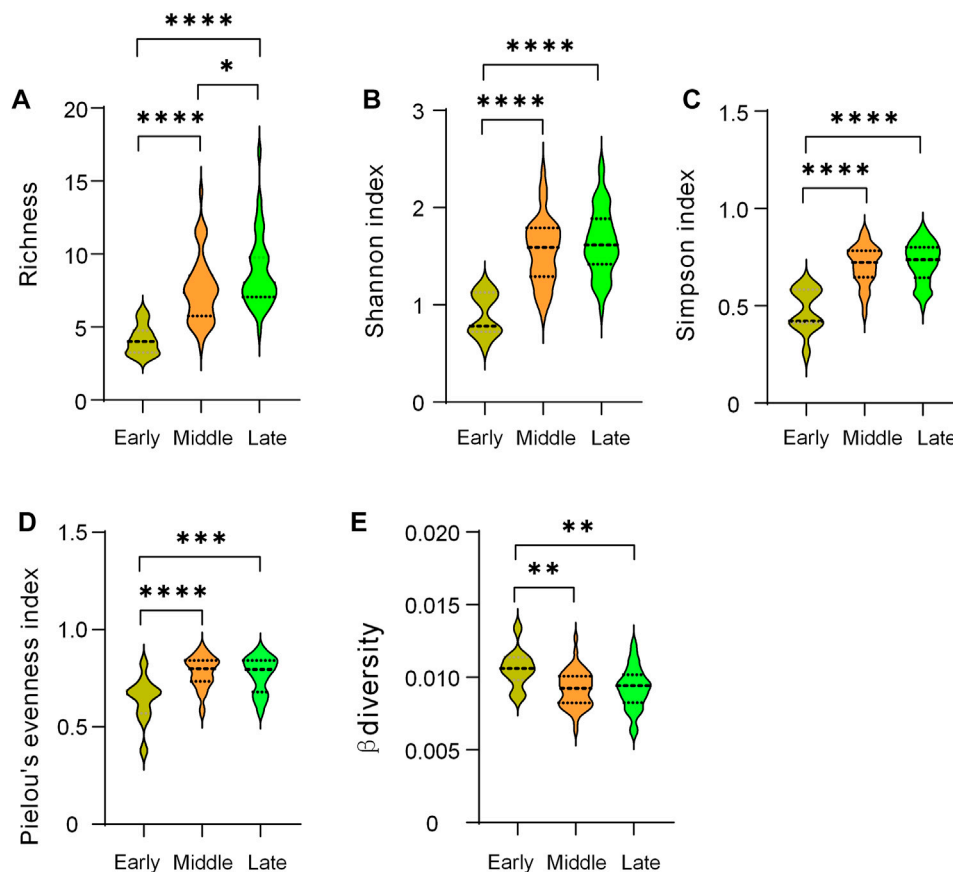 A
Richness
20
15
10
5
0
****
*
****
Early Middle Late
B
Shannon index
3
2
1
0
****
****
Early Middle Late
C
Simpson index
1.5
1.0
0.5
0
****
****
Early Middle Late
D
Pielou's evenness index
1.5
1.0
0.5
0
***
****
Early Middle Late
E
β diversity
0.020
0.015
0.010
0.005
0
**
**
Early Middle Late